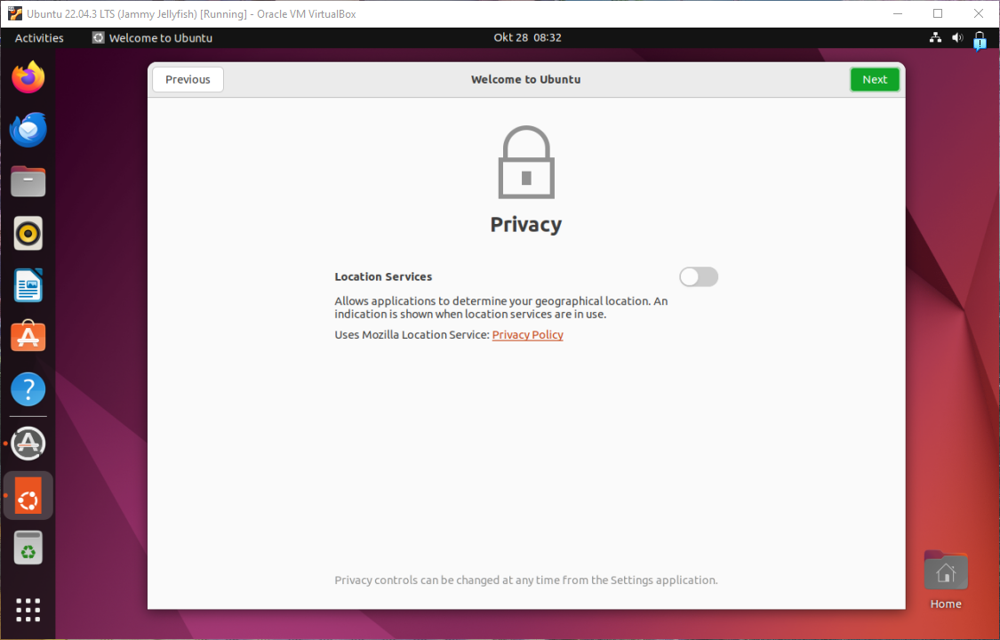 Ubuntu 22.04.3 LTS (Jammy Jellyfish) [Running] - Oracle VM VirtualBox
Activities Welcome to Ubuntu Okt 28 08:32
Previous Welcome to Ubuntu Next
Privacy
Location Services
Allows applications to determine your geographical location. An
indication is shown when location services are in use.
Uses Mozilla Location Service: Privacy Policy
Privacy controls can be changed at any time from the Settings application.
Home